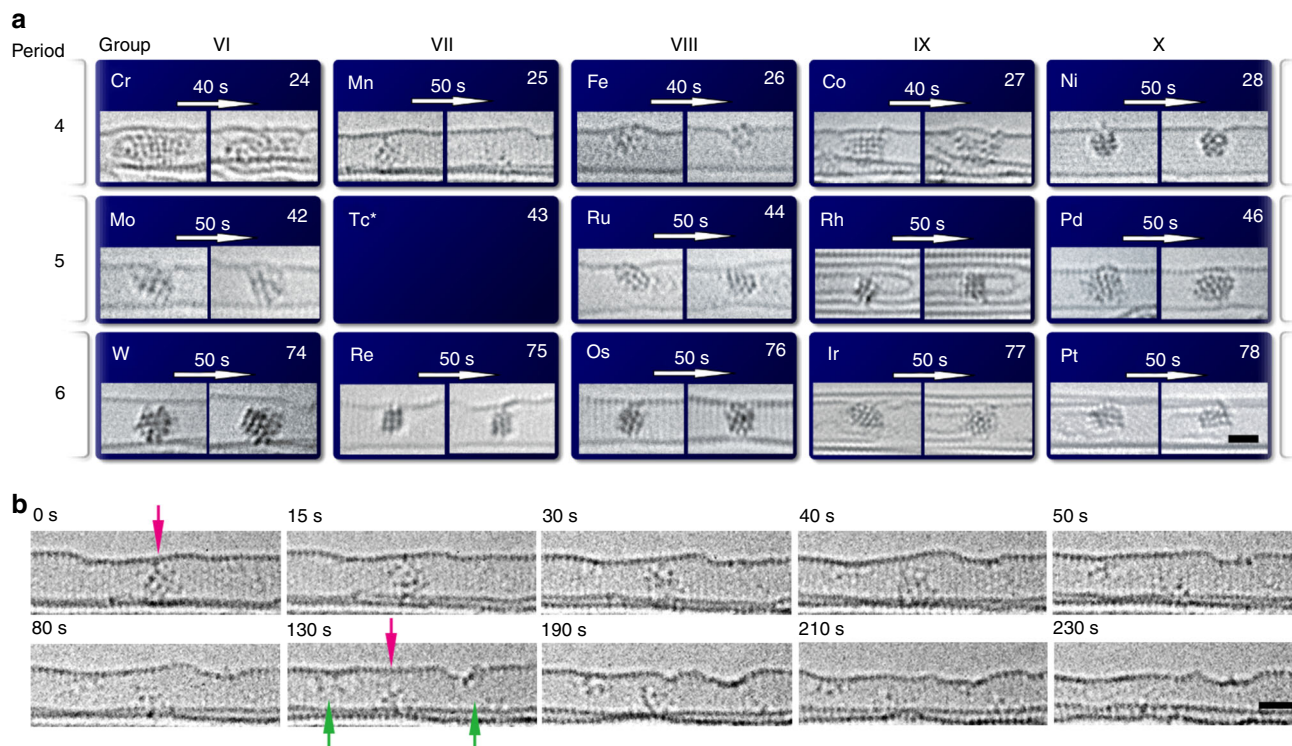 a
Period Group VI VII VIII IX X
4
Cr 40 s 24
Mn 50 s 25
Fe 40 s 26
Co 40 s 27
Ni 50 s 28
5
Mo 50 s 42
Tc* 43
Ru 50 s 44
Rh 50 s
Pd 50 s 46
6
W 50 s 74
Re 50 s 75
Os 50 s 76
Ir 50 s 77
Pt 50 s 78
b
0 s 15 s 30 s 40 s 50 s
80 s 130 s 190 s 210 s 230 s